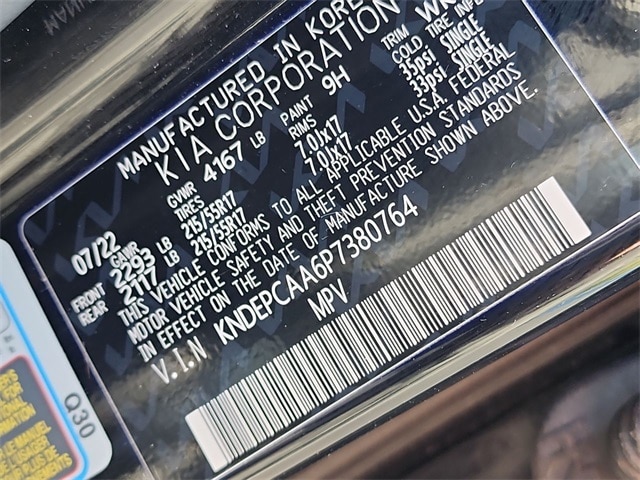 MANUFACTURED IN KORE
KIA CORPORATION
07/22 GVWR 4167 LB PAINT 9H TRIM WK
GAWR TIRES RIMS COLD TIRE INFL
FRONT 2293 LB 215/55R17 7.0Jx17 35psi SINGLE
REAR 2117 LB 215/55R17 7.0Jx17 33psi SINGLE
THIS VEHICLE CONFORMS TO ALL APPLICABLE U.S.A. FEDERAL
MOTOR VEHICLE SAFETY AND THEFT PREVENTION STANDARDS
IN EFFECT ON THE DATE OF MANUFACTURE SHOWN ABOVE.
V.I.N KNDEPCAA6P7380764
MPV
Q30